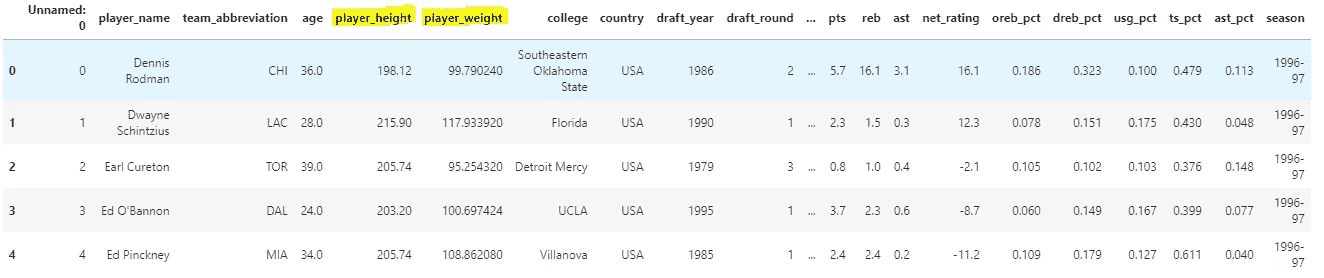 Unnamed: 0 player_name team_abbreviation age player_height player_weight college country draft_year draft_round ... pts reb ast net_rating oreb_pct dreb_pct usg_pct ts_pct ast_pct season
0 0 Dennis Rodman CHI 36.0 198.12 99.790240 Southeastern Oklahoma State USA 1986 2 ... 5.7 16.1 3.1 16.1 0.186 0.323 0.100 0.479 0.113 1996-97
1 1 Dwayne Schintzius LAC 28.0 215.90 117.933920 Florida USA 1990 1 ... 2.3 1.5 0.3 12.3 0.078 0.151 0.175 0.430 0.048 1996-97
2 2 Earl Cureton TOR 39.0 205.74 95.254320 Detroit Mercy USA 1979 3 ... 0.8 1.0 0.4 -2.1 0.105 0.102 0.103 0.376 0.148 1996-97
3 3 Ed O'Bannon DAL 24.0 203.20 100.697424 UCLA USA 1995 1 ... 3.7 2.3 0.6 -8.7 0.060 0.149 0.167 0.399 0.077 1996-97
4 4 Ed Pinckney MIA 34.0 205.74 108.862080 Villanova USA 1985 1 ... 2.4 2.4 0.2 -11.2 0.109 0.179 0.127 0.611 0.040 1996-97